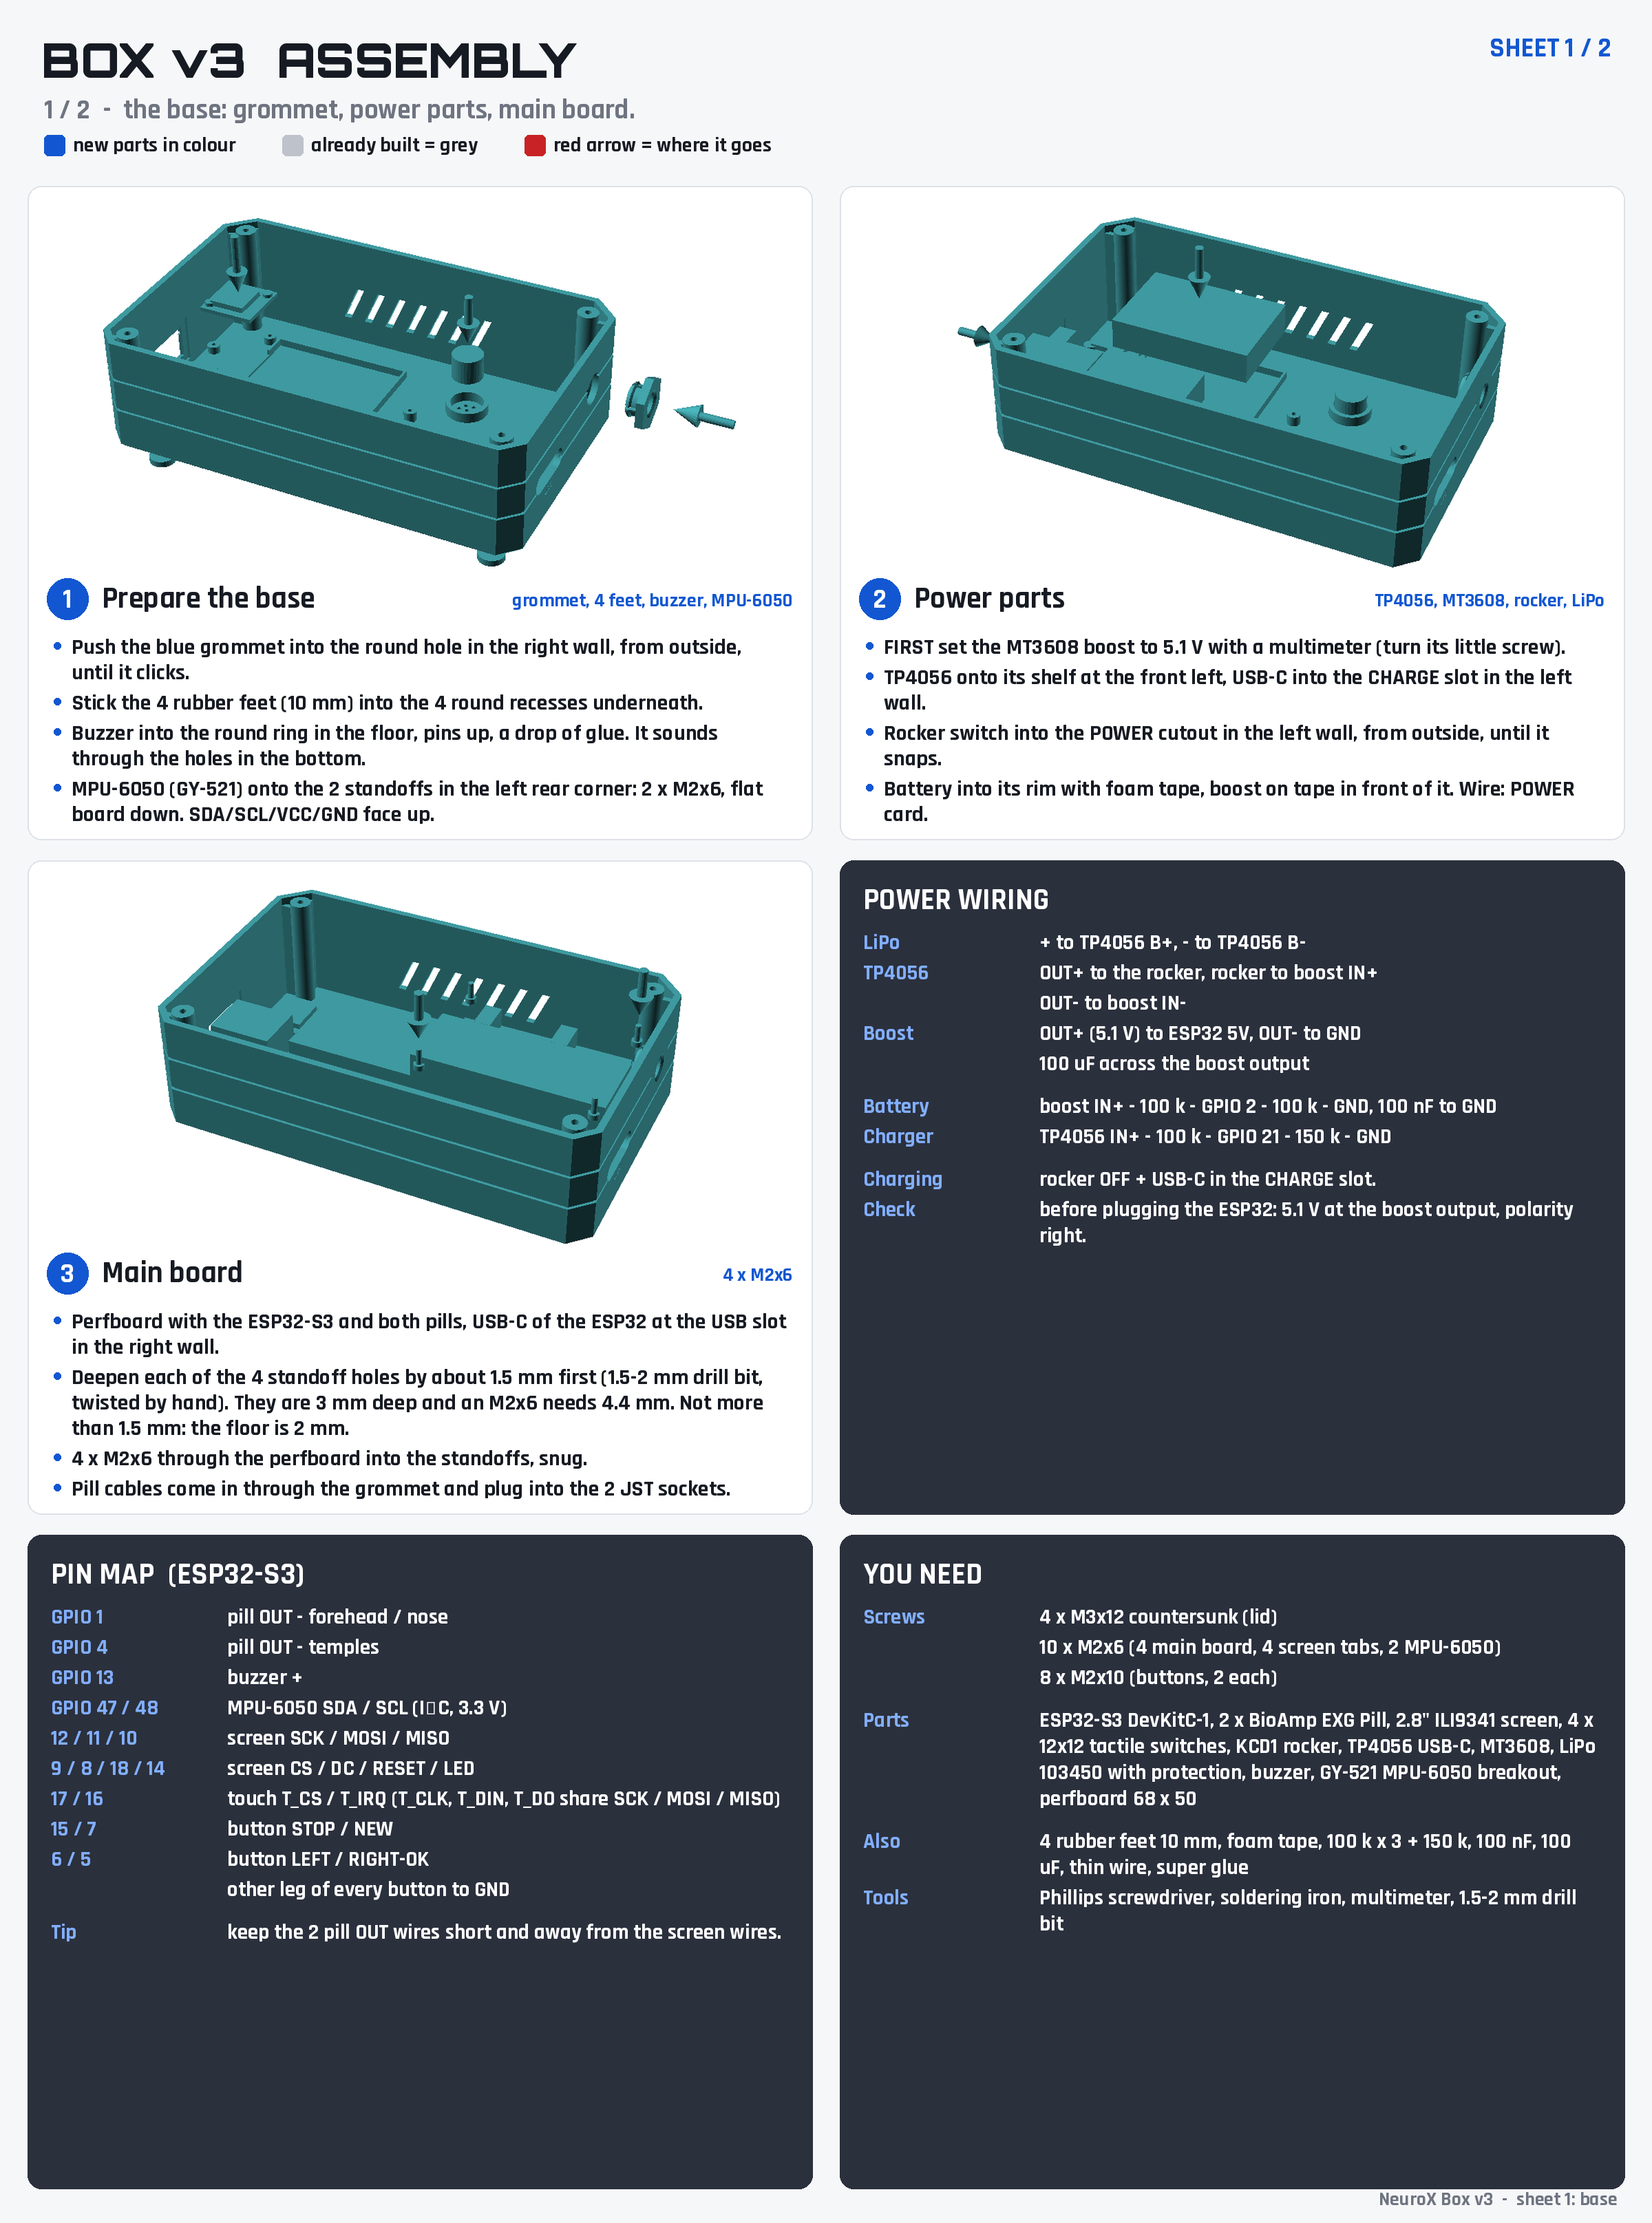 BOX v3 ASSEMBLY
SHEET 1 / 2
1 / 2 - the base: grommet, power parts, main board.
new parts in colour
already built = grey
red arrow = where it goes
1 Prepare the base
grommet, 4 feet, buzzer, MPU-6050
• Push the blue grommet into the round hole in the right wall, from outside,
until it clicks.
• Stick the 4 rubber feet (10 mm) into the 4 round recesses underneath.
• Buzzer into the round ring in the floor, pins up, a drop of glue. It sounds
through the holes in the bottom.
• MPU-6050 (GY-521) onto the 2 standoffs in the left rear corner: 2 x M2x6, flat
board down. SDA/SCL/VCC/GND face up.
2 Power parts
TP4056, MT3608, rocker, LiPo
• FIRST set the MT3608 boost to 5.1 V with a multimeter (turn its little screw).
• TP4056 onto its shelf at the front left, USB-C into the CHARGE slot in the left
wall.
• Rocker switch into the POWER cutout in the left wall, from outside, until it
snaps.
• Battery into its rim with foam tape, boost on tape in front of it. Wire: POWER
card.
3 Main board
4 x M2x6
• Perfboard with the ESP32-S3 and both pills, USB-C of the ESP32 at the USB slot
in the right wall.
• Deepen each of the 4 standoff holes by about 1.5 mm first (1.5-2 mm drill bit,
twisted by hand). They are 3 mm deep and an M2x6 needs 4.4 mm. Not more
than 1.5 mm: the floor is 2 mm.
• 4 x M2x6 through the perfboard into the standoffs, snug.
• Pill cables come in through the grommet and plug into the 2 JST sockets.
POWER WIRING
LiPo + to TP4056 B+, - to TP4056 B-
TP4056 OUT+ to the rocker, rocker to boost IN+
OUT- to boost IN-
Boost OUT+ (5.1 V) to ESP32 5V, OUT- to GND
100 uF across the boost output
Battery boost IN+ - 100 k - GPIO 2 - 100 k - GND, 100 nF to GND
Charger TP4056 IN+ - 100 k - GPIO 21 - 150 k - GND
Charging rocker OFF + USB-C in the CHARGE slot.
Check before plugging the ESP32: 5.1 V at the boost output, polarity
right.
PIN MAP (ESP32-S3)
GPIO 1 pill OUT - forehead / nose
GPIO 4 pill OUT - temples
GPIO 13 buzzer +
GPIO 47 / 48 MPU-6050 SDA / SCL (I▯C, 3.3 V)
12 / 11 / 10 screen SCK / MOSI / MISO
9 / 8 / 18 / 14 screen CS / DC / RESET / LED
17 / 16 touch T_CS / T_IRQ (T_CLK, T_DIN, T_DO share SCK / MOSI / MISO)
15 / 7 button STOP / NEW
6 / 5 button LEFT / RIGHT-OK
other leg of every button to GND
Tip keep the 2 pill OUT wires short and away from the screen wires.
YOU NEED
Screws 4 x M3x12 countersunk (lid)
10 x M2x6 (4 main board, 4 screen tabs, 2 MPU-6050)
8 x M2x10 (buttons, 2 each)
Parts ESP32-S3 DevKitC-1, 2 x BioAmp EXG Pill, 2.8" ILI9341 screen, 4 x
12x12 tactile switches, KCD1 rocker, TP4056 USB-C, MT3608, LiPo
103450 with protection, buzzer, GY-521 MPU-6050 breakout,
perfboard 68 x 50
Also 4 rubber feet 10 mm, foam tape, 100 k x 3 + 150 k, 100 nF, 100
uF, thin wire, super glue
Tools Phillips screwdriver, soldering iron, multimeter, 1.5-2 mm drill
bit
NeuroX Box v3 - sheet 1: base